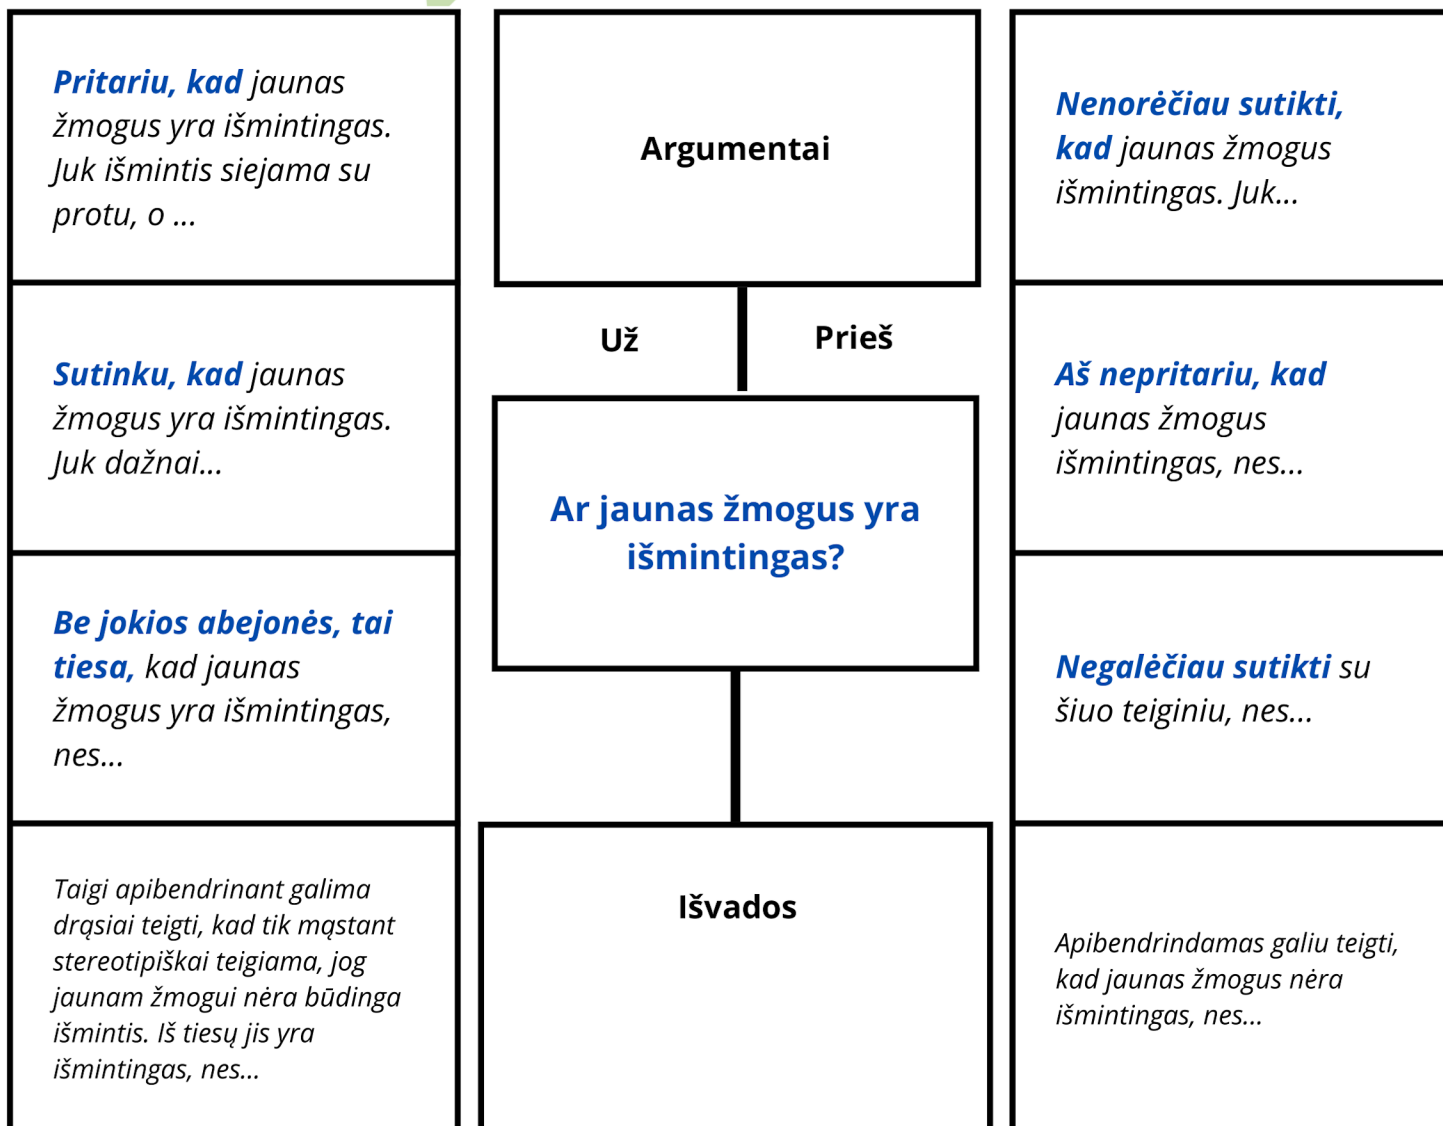 Pritariu, kad jaunas
žmogus yra išmintingas.
Juk išmintis siejama su
protu, o ...
Sutinku, kad jaunas
žmogus yra išmintingas.
Juk dažnai...
Be jokios abejonės, tai
tiesa, kad jaunas
žmogus yra išmintingas,
nes...
Taigi apibendrinant galima
drąsiai teigti, kad tik mąstant
stereotipiškai teigiama, jog
jaunam žmogui nėra būdinga
išmintis. Iš tiesų jis yra
išmintingas, nes...
Argumentai
Už
Prieš
Ar jaunas žmogus yra
išmintingas?
Išvados
Nenorėčiau sutikti,
kad jaunas žmogus
išmintingas. Juk...
Aš nepritariu, kad
jaunas žmogus
išmintingas, nes...
Negalėčiau sutikti su
šiuo teiginiu, nes...
Apibendrindamas galiu teigti,
kad jaunas žmogus nėra
išmintingas, nes...